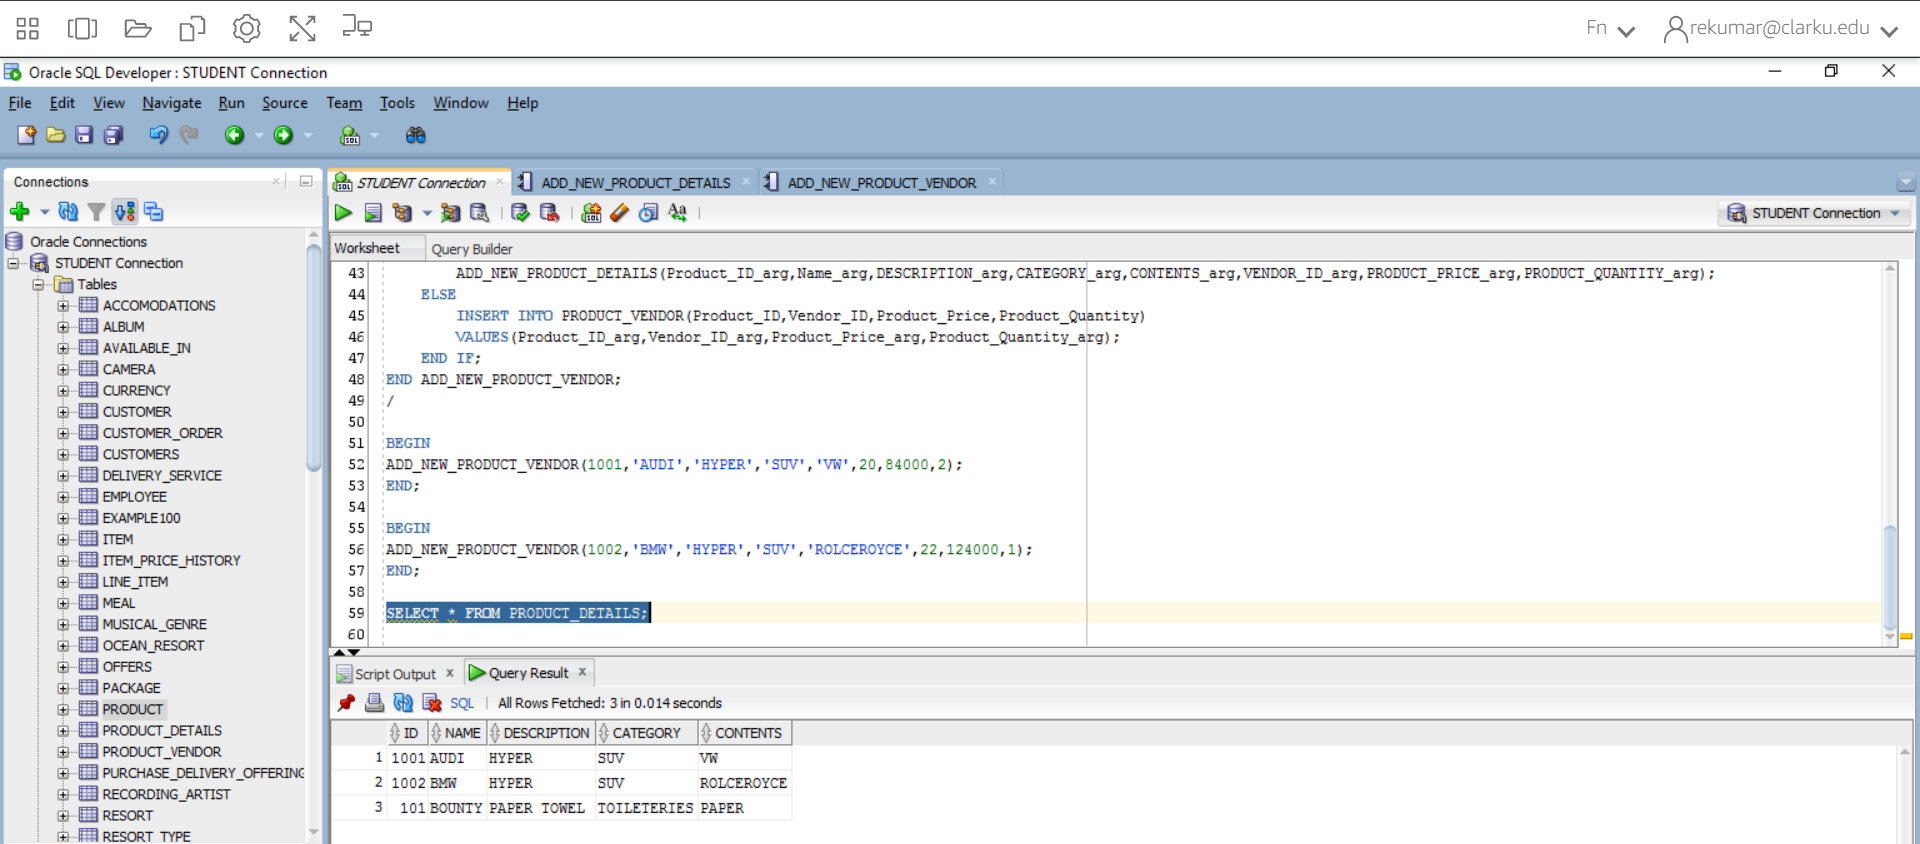 Fn
rekumar@clarku.edu
Oracle SQL Developer : STUDENT Connection
File Edit View Navigate Run Source Team Tools Window Help
Connections
STUDENT Connection
ADD_NEW_PRODUCT_DETAILS
ADD_NEW_PRODUCT_VENDOR
STUDENT Connection
Oracle Connections
STUDENT Connection
Tables
ACCOMODATIONS
ALBUM
AVAILABLE_IN
CAMERA
CURRENCY
CUSTOMER
CUSTOMER_ORDER
CUSTOMERS
DELIVERY_SERVICE
EMPLOYEE
EXAMPLE100
ITEM
ITEM_PRICE_HISTORY
LINE_ITEM
MEAL
MUSICAL_GENRE
OCEAN_RESORT
OFFERS
PACKAGE
PRODUCT
PRODUCT_DETAILS
PRODUCT_VENDOR
PURCHASE_DELIVERY_OFFERING
RECORDING_ARTIST
RESORT
RESORT_TYPE
Worksheet Query Builder
43 ADD_NEW_PRODUCT_DETAILS(Product_ID_arg,Name_arg,DESCRIPTION_arg,CATEGORY_arg,CONTENTS_arg,VENDOR_ID_arg,PRODUCT_PRICE_arg,PRODUCT_QUANTITY_arg);
44 ELSE
45 INSERT INTO PRODUCT_VENDOR(Product_ID,Vendor_ID,Product_Price,Product_Quantity)
46 VALUES(Product_ID_arg,Vendor_ID_arg,Product_Price_arg,Product_Quantity_arg);
47 END IF;
48 END ADD_NEW_PRODUCT_VENDOR;
49 /
50
51 BEGIN
52 ADD_NEW_PRODUCT_VENDOR(1001,'AUDI','HYPER','SUV','VW',20,84000,2);
53 END;
54
55 BEGIN
56 ADD_NEW_PRODUCT_VENDOR(1002,'BMW','HYPER','SUV','ROLCEROYCE',22,124000,1);
57 END;
58
59 SELECT * FROM PRODUCT_DETAILS;
60
Script Output x Query Result x
SQL | All Rows Fetched: 3 in 0.014 seconds
ID NAME DESCRIPTION CATEGORY CONTENTS
1 1001 AUDI HYPER SUV VW
2 1002 BMW HYPER SUV ROLCEROYCE
3 101 BOUNTY PAPER TOWEL TOILETERIES PAPER